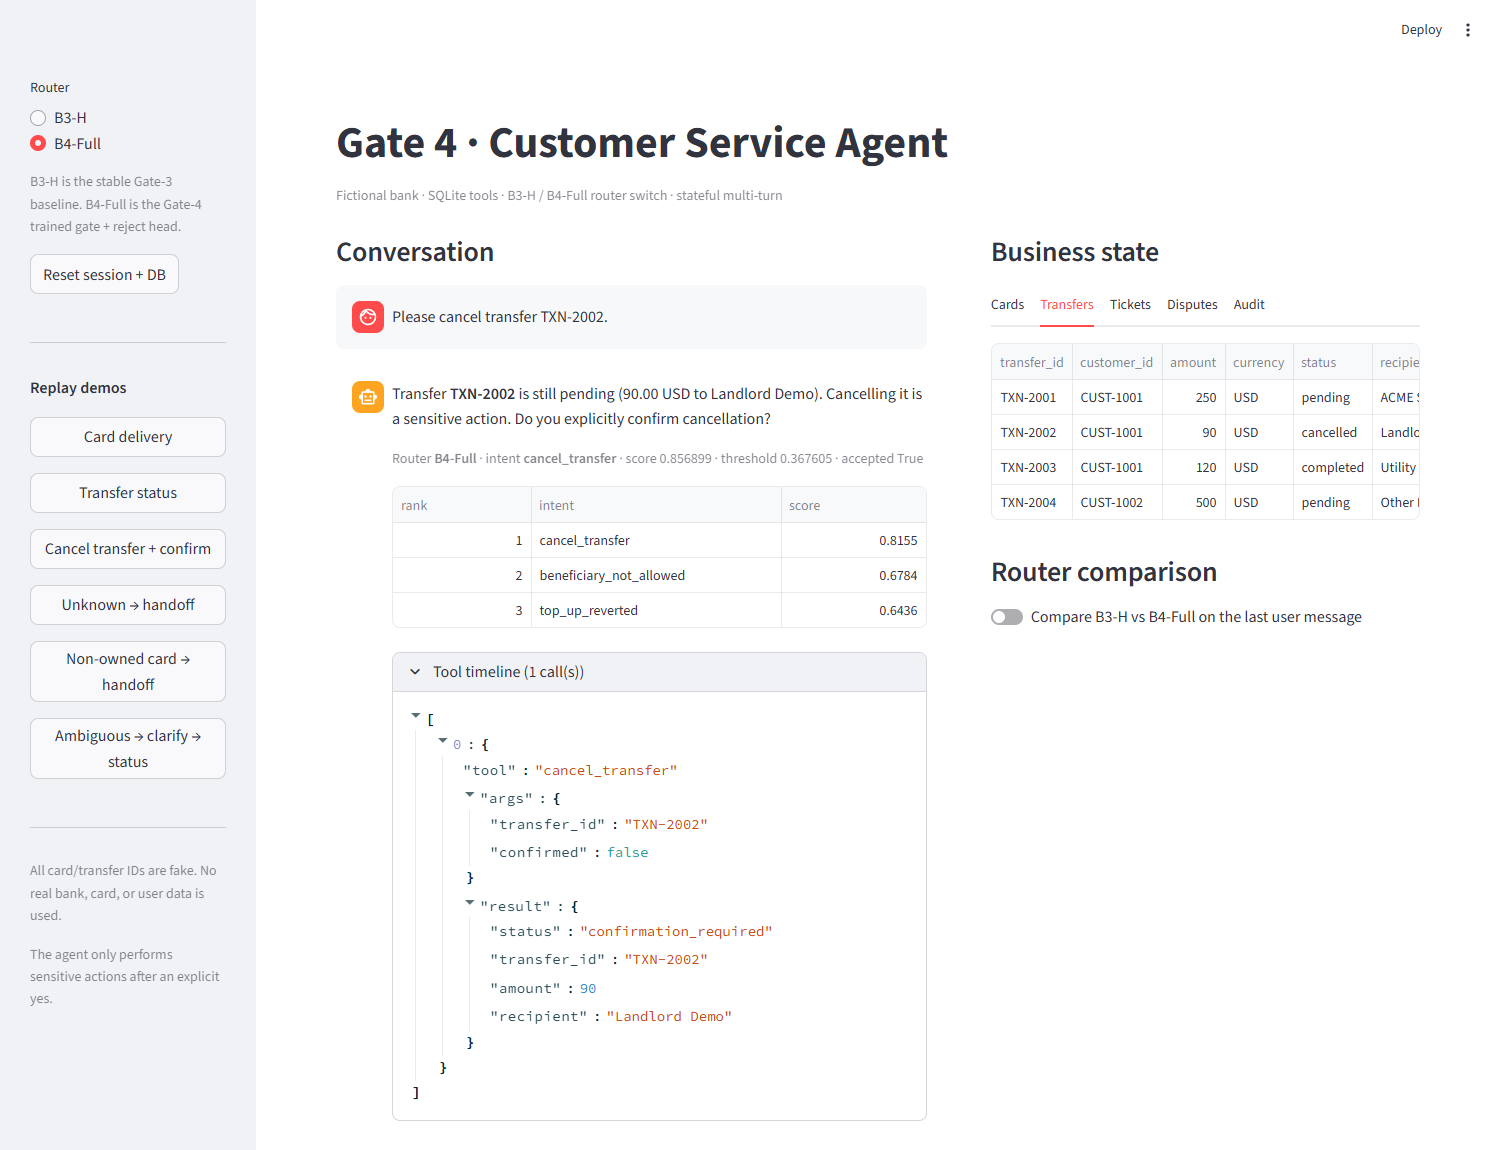 Deploy
Router
B3-H
B4-Full
B3-H is the stable Gate-3
baseline. B4-Full is the Gate-4
trained gate + reject head.
Reset session + DB
Replay demos
Card delivery
Transfer status
Cancel transfer + confirm
Unknown → handoff
Non-owned card →
handoff
Ambiguous → clarify →
status
All card/transfer IDs are fake. No
real bank, card, or user data is
used.
The agent only performs
sensitive actions after an explicit
yes.
Gate 4 · Customer Service Agent
Fictional bank · SQLite tools · B3-H / B4-Full router switch · stateful multi-turn
Conversation
Please cancel transfer TXN-2002.
Transfer TXN-2002 is still pending (90.00 USD to Landlord Demo). Cancelling it is
a sensitive action. Do you explicitly confirm cancellation?
Router B4-Full · intent cancel_transfer · score 0.856899 · threshold 0.367605 · accepted True
rank intent score
1 cancel_transfer 0.8155
2 beneficiary_not_allowed 0.6784
3 top_up_reverted 0.6436
Tool timeline (1 call(s))
[
0 : {
"tool" : "cancel_transfer"
"args" : {
"transfer_id" : "TXN-2002"
"confirmed" : false
}
"result" : {
"status" : "confirmation_required"
"transfer_id" : "TXN-2002"
"amount" : 90
"recipient" : "Landlord Demo"
}
}
]
Business state
Cards Transfers Tickets Disputes Audit
transfer_id customer_id amount currency status recipie
TXN-2001 CUST-1001 250 USD pending ACME
TXN-2002 CUST-1001 90 USD cancelled Landlo
TXN-2003 CUST-1001 120 USD completed Utility
TXN-2004 CUST-1002 500 USD pending Other
Router comparison
Compare B3-H vs B4-Full on the last user message